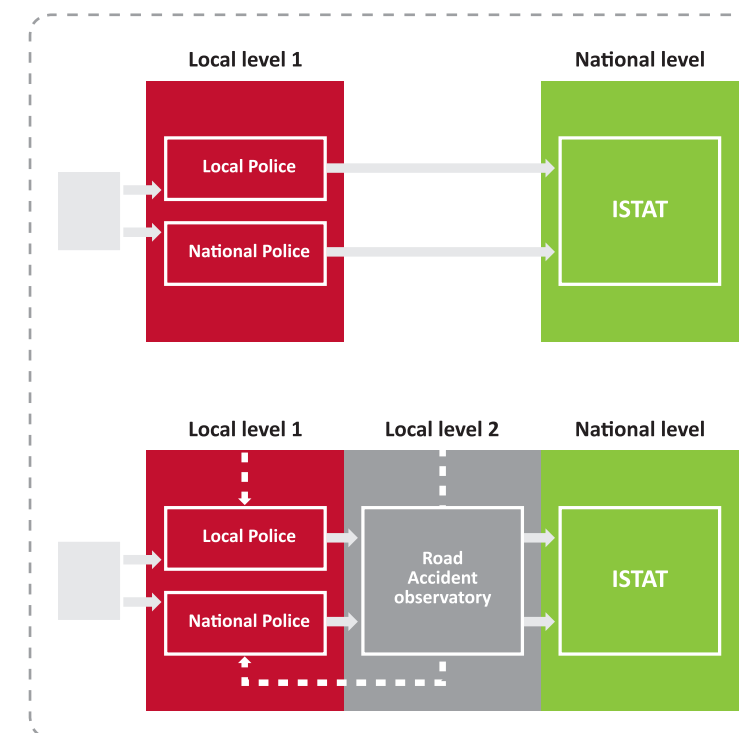 Local level 1
National level
Local Police
National Police
ISTAT
Local level 1
Local level 2
National level
Local Police
National Police
Road
Accident
observatory
ISTAT